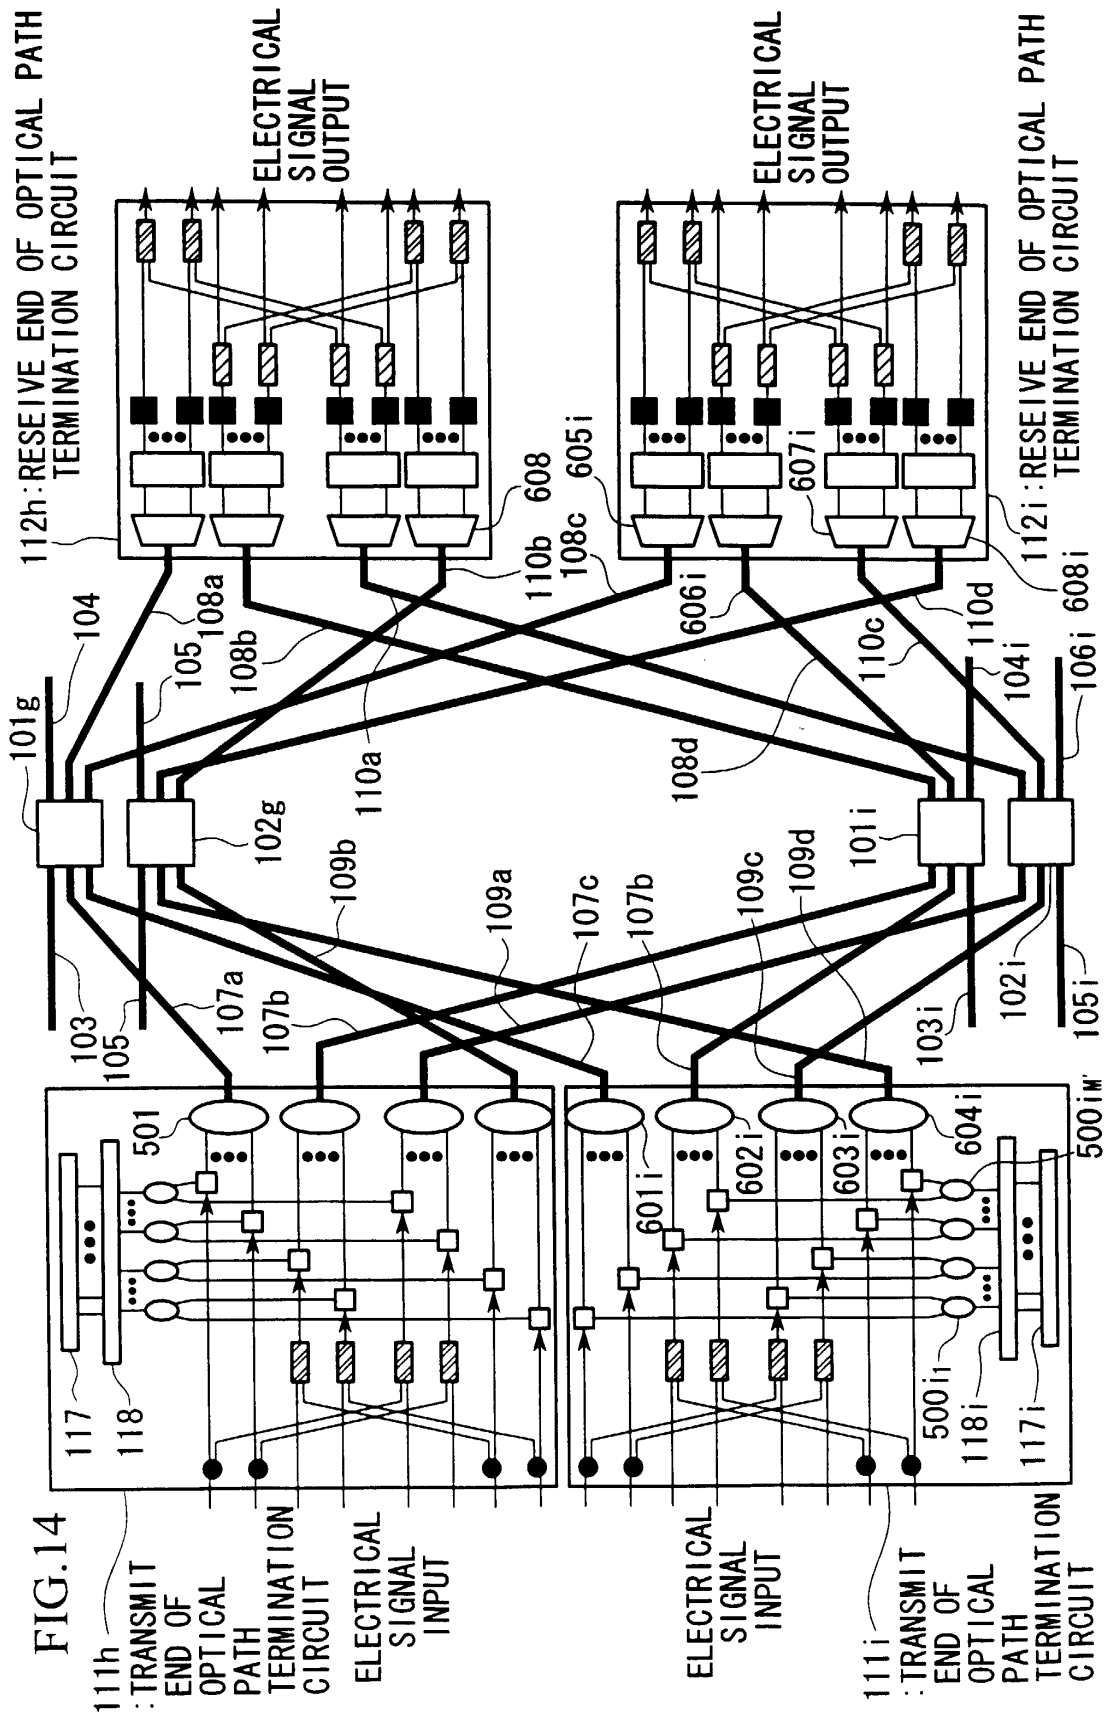 FIG.14
111h
:TRANSMIT
END OF
OPTICAL
PATH
TERMINATION
CIRCUIT
ELECTRICAL
SIGNAL
INPUT
ELECTRICAL
SIGNAL
INPUT
111i
:TRANSMIT
END OF
OPTICAL
PATH
TERMINATION
CIRCUIT
117
118
501
103
105
107a
107b
109b
109a
107c
107b
109c
109d
601i
602i
603i
604i
500i1
118i
117i
500iM'
103i
102i
105i
101g
102g
101i
104
105
108a
108b
110a
110b
108c
108d
110c
110d
104i
106i
112h:RESEIVE END OF OPTICAL PATH
TERMINATION CIRCUIT
608
605i
606i
607i
608i
ELECTRICAL
SIGNAL
OUTPUT
ELECTRICAL
SIGNAL
OUTPUT
112i:RESEIVE END OF OPTICAL PATH
TERMINATION CIRCUIT